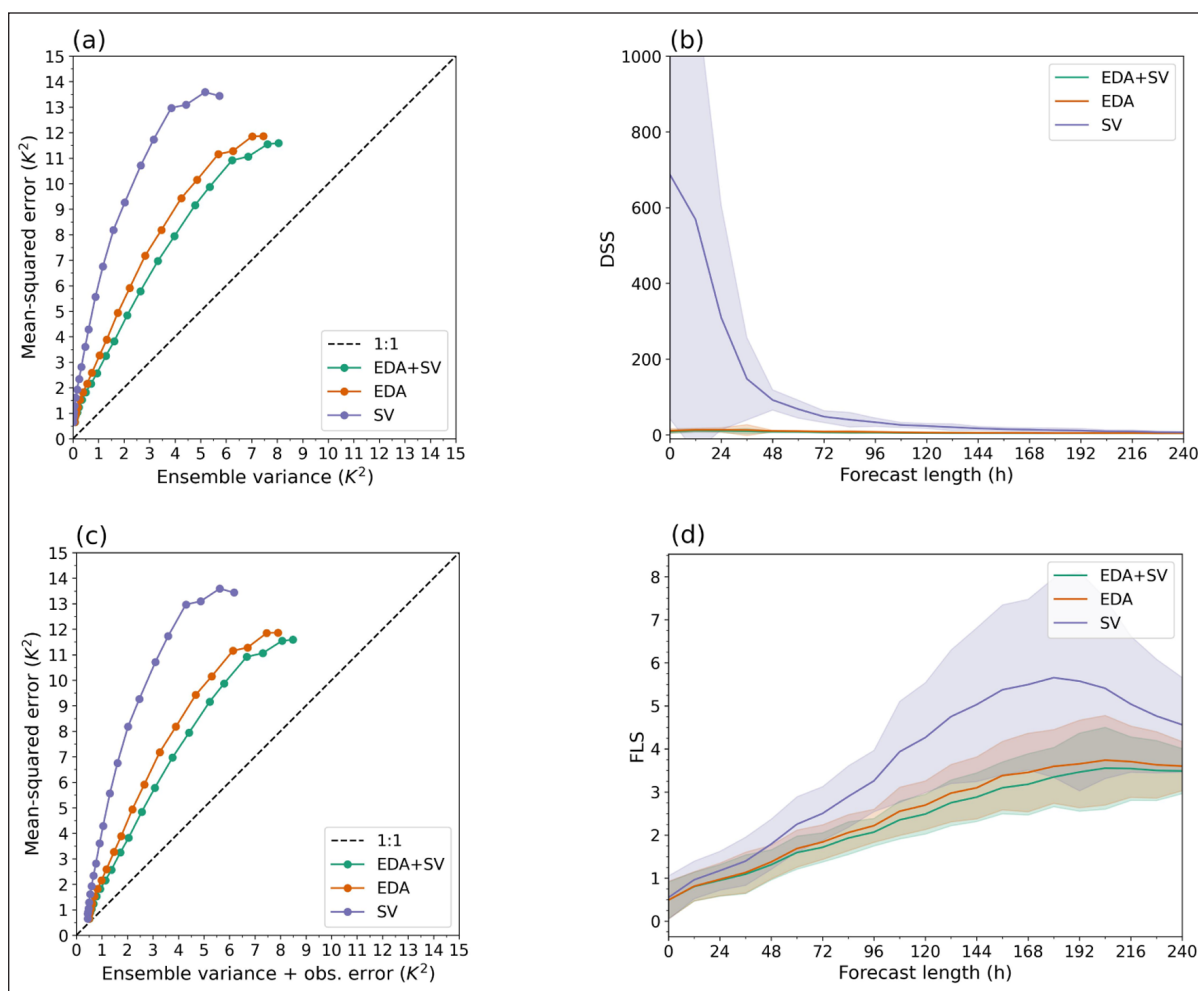 (a)
15
14
13
12
11
10
9
8
7
6
5
4
3
2
1
0
Mean-squared error (K²)
0 1 2 3 4 5 6 7 8 9 10 11 12 13 14 15
Ensemble variance (K²)
1:1
EDA+SV
EDA
SV
(b)
1000
800
600
400
200
0
DSS
0 24 48 72 96 120 144 168 192 216 240
Forecast length (h)
EDA+SV
EDA
SV
(c)
15
14
13
12
11
10
9
8
7
6
5
4
3
2
1
0
Mean-squared error (K²)
0 1 2 3 4 5 6 7 8 9 10 11 12 13 14 15
Ensemble variance + obs. error (K²)
1:1
EDA+SV
EDA
SV
(d)
8
7
6
5
4
3
2
1
0
FLS
0 24 48 72 96 120 144 168 192 216 240
Forecast length (h)
EDA+SV
EDA
SV